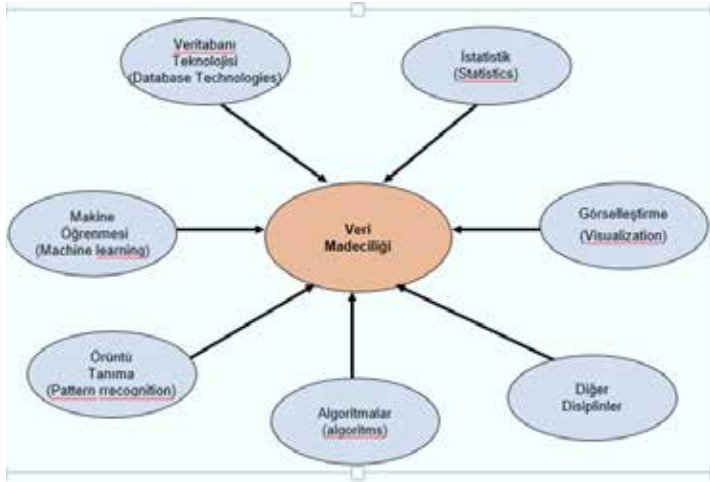 Veritabanı
Teknolojisi
(Database Technologies)
İstatistik
(Statistics)
Makine
Öğrenmesi
(Machine learning)
Veri
Madeciliği
Görselleştirme
(Visualization)
Örüntü
Tanıma
(Pattern rrecognition)
Algoritmalar
(algoritms)
Diğer
Disiplinler